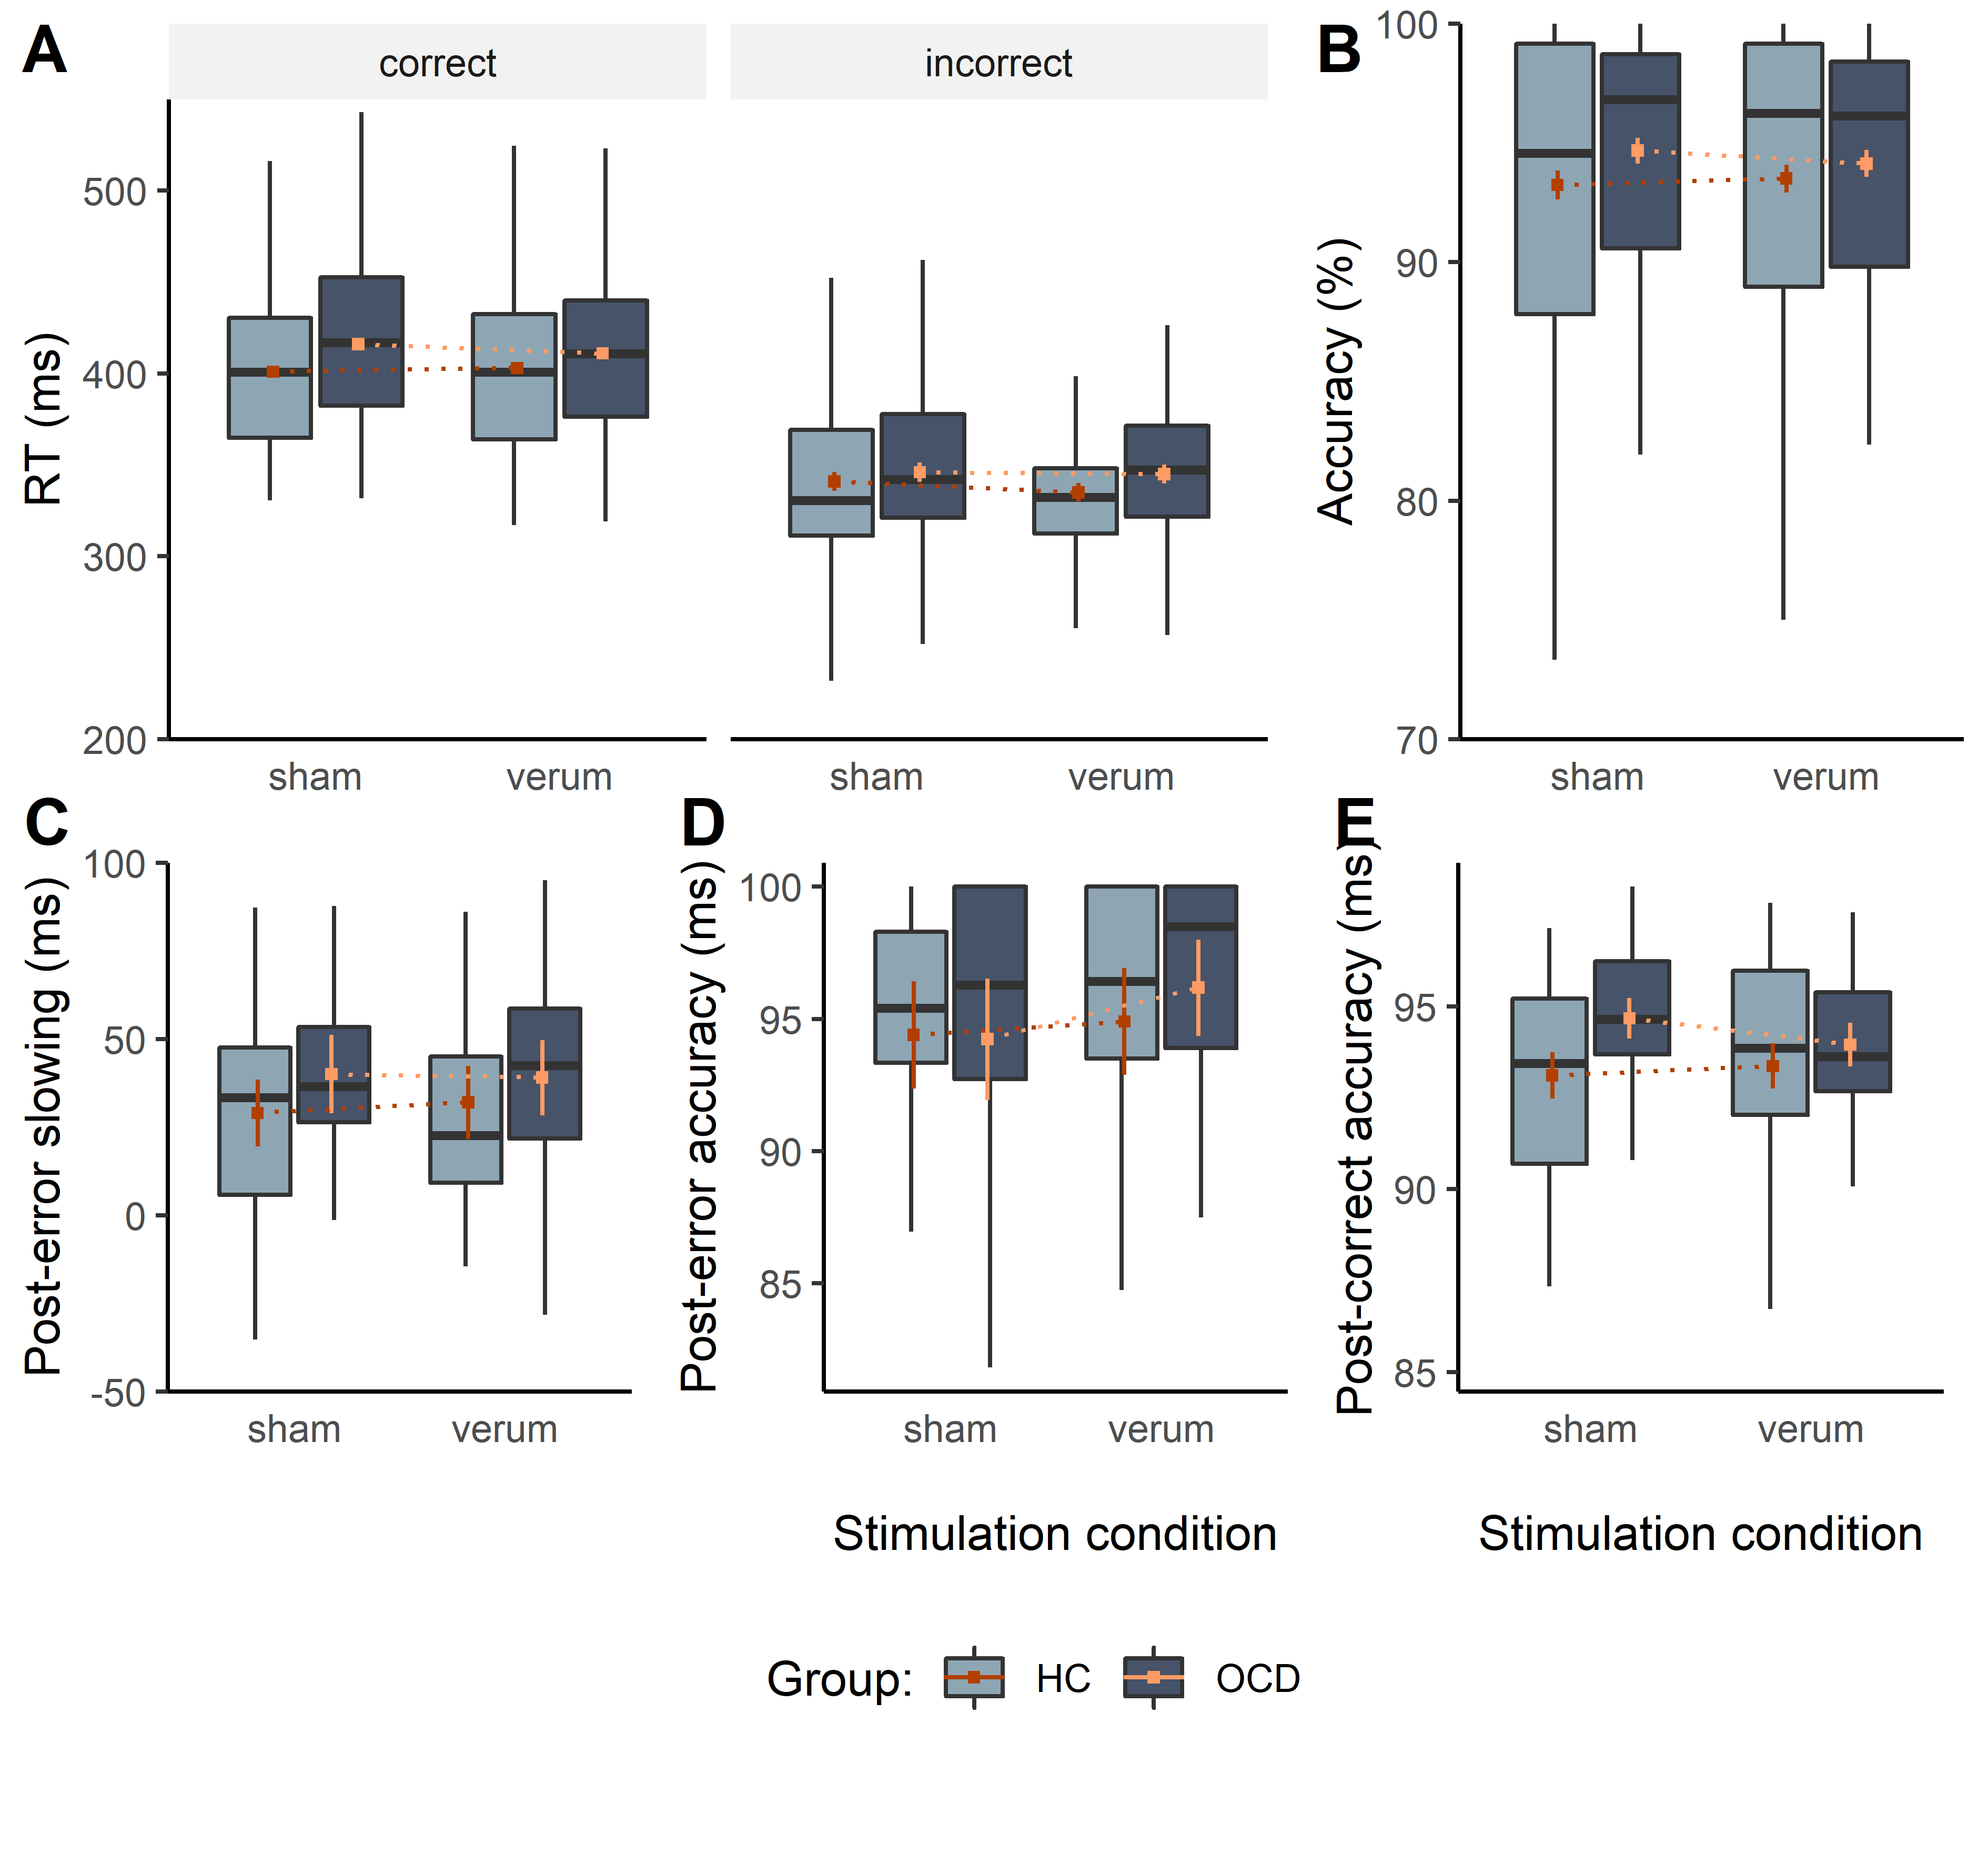 A
correct
incorrect
B
RT (ms)
500
400
300
200
sham
verum
sham
verum
Accuracy (%)
100
90
80
70
sham
verum
C
Post-error slowing (ms)
100
50
0
-50
sham
verum
D
Post-error accuracy (ms)
100
95
90
85
sham
verum
Stimulation condition
E
Post-correct accuracy (ms)
95
90
85
sham
verum
Stimulation condition
Group: HC OCD